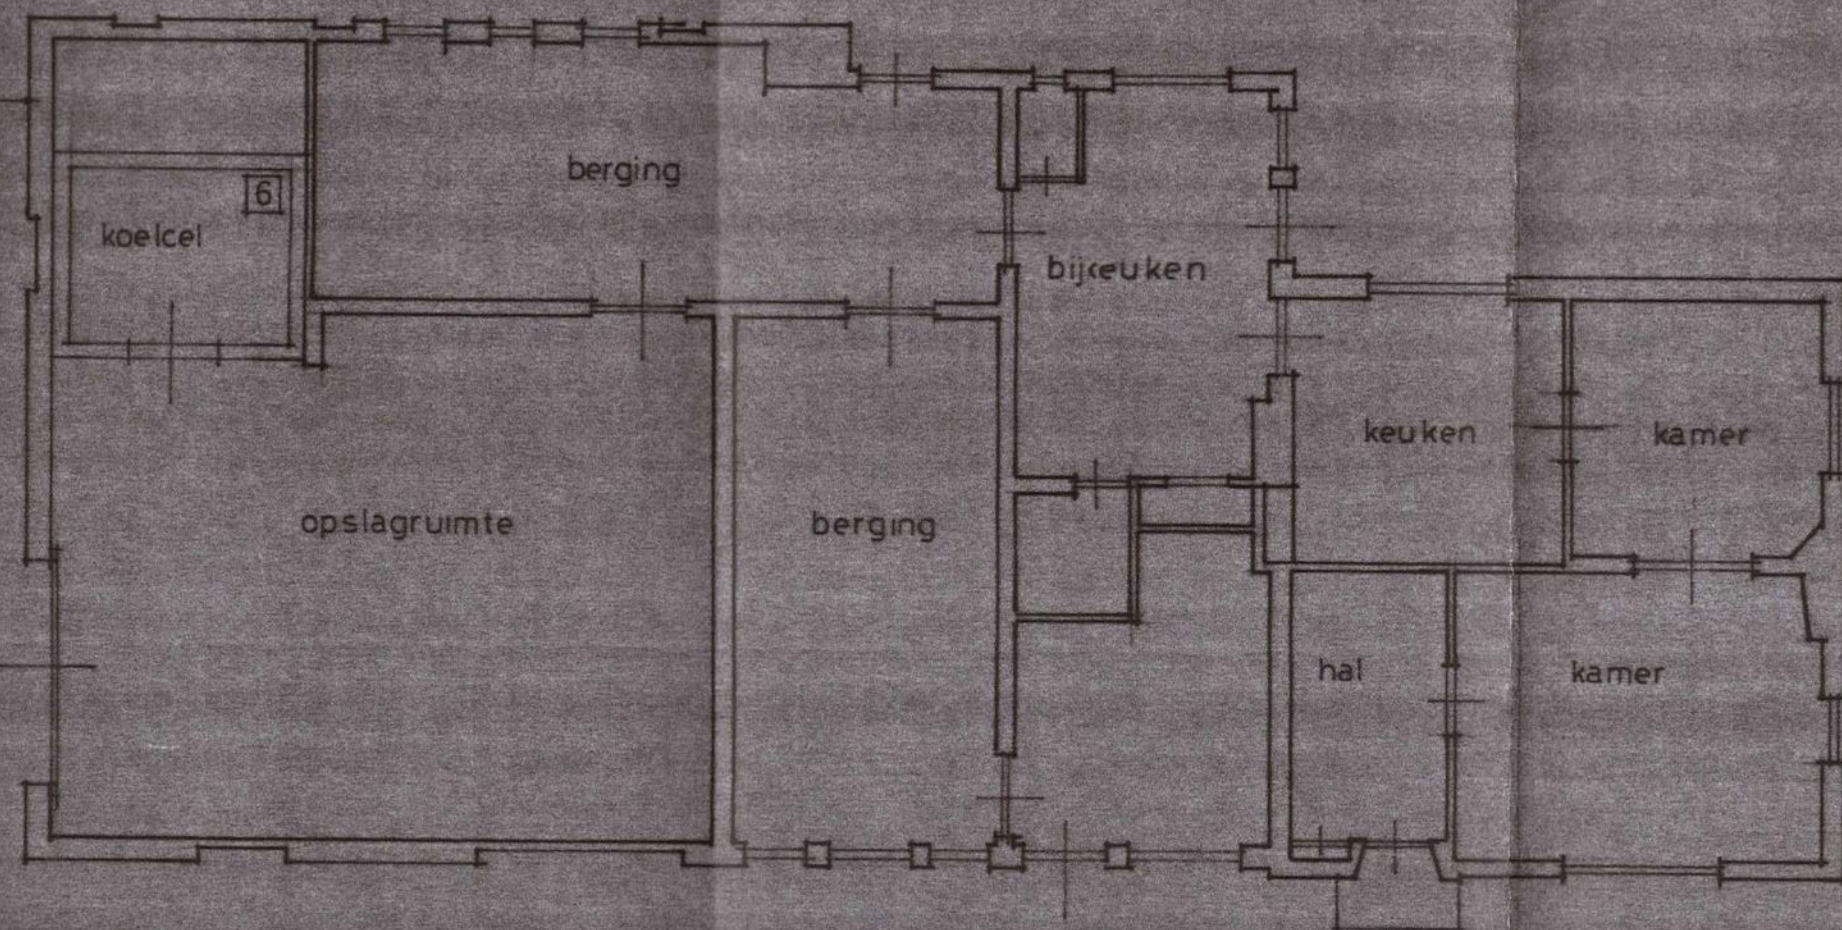 berging
6
koelcel
bijkeuken
keuken
kamer
opslagruimte
berging
hal
kamer